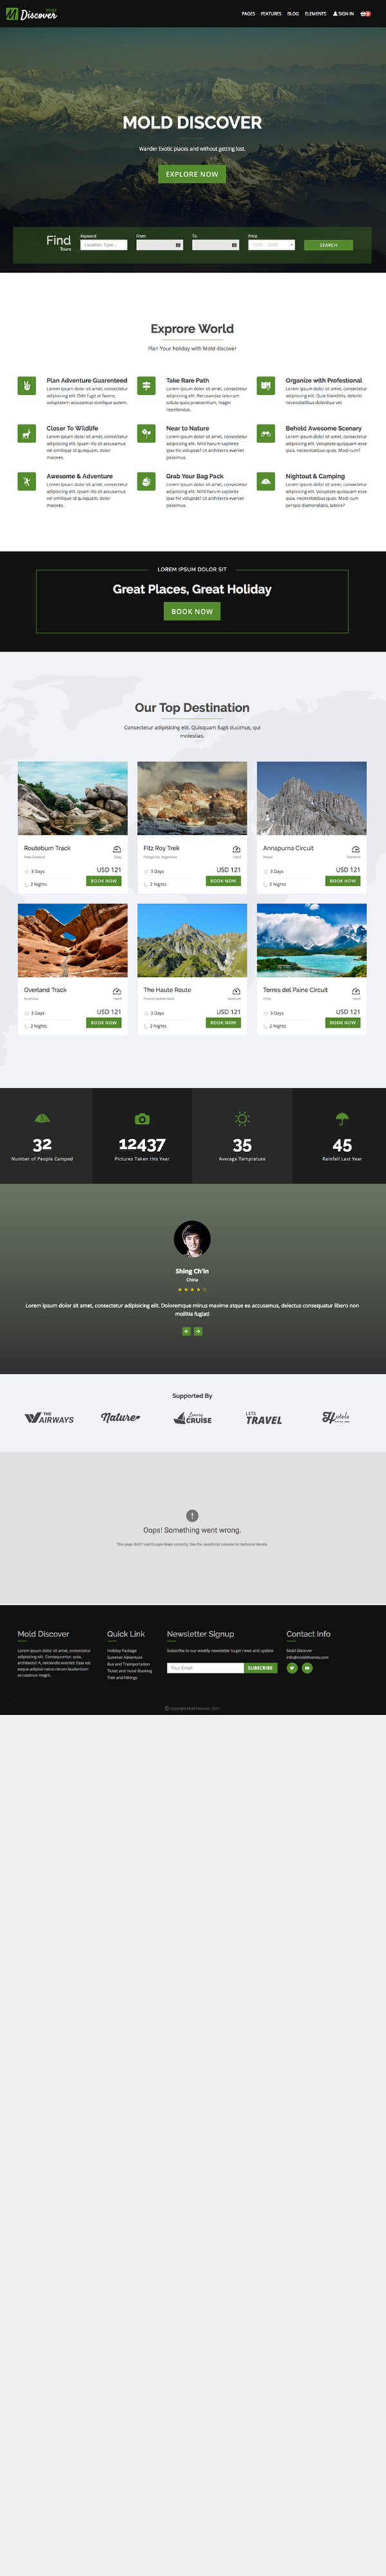 Mold
Discover
PAGES FEATURES BLOG ELEMENTS SIGN IN
MOLD DISCOVER
Wander Exotic places and without getting lost.
EXPLORE NOW
Find
Tours
Keyword From To Price
Location, Type ..
SEARCH
Exprore World
Plan Your holiday with Mold discover
Plan Adventure Guarenteed
Lorem ipsum dolor sit amet, consectetur
adipisicing elit. Odit fugit at facere,
voluptatem accusamus similique autem.
Take Rare Path
Lorem ipsum dolor sit amet, consectetur
adipisicing elit. Recusandae laborum
soluta quos praesentium, magni
repellendus.
Organize with Profestional
Lorem ipsum dolor sit amet, consectetur
adipisicing elit. Quia blanditiis, deleniti
necessitatibus doloribus vel.
Closer To Wildlife
Lorem ipsum dolor sit amet, consectetur
adipisicing elit. Ipsam illo sit accusamus
vel similique id quisquam, dolor
maiores.
Near to Nature
Lorem ipsum dolor sit amet, consectetur
adipisicing elit. Nihil harum sapiente
ipsa hic voluptas? Ut architecto eveniet
possimus.
Behold Awesome Scenary
Lorem ipsum dolor sit amet, consectetur
adipisicing elit. Voluptate quisquam esse
quia, necessitatibus quos. Modi cum?
Awesome & Adventure
Lorem ipsum dolor sit amet, consectetur
adipisicing elit. Ipsam illo sit accusamus
vel similique id quisquam, dolor
maiores.
Grab Your Bag Pack
Lorem ipsum dolor sit amet, consectetur
adipisicing elit. Nihil harum sapiente
ipsa hic voluptas? Ut architecto eveniet
possimus.
Nightout & Camping
Lorem ipsum dolor sit amet, consectetur
adipisicing elit. Voluptate quisquam esse
quia, necessitatibus quos. Modi cum
perspis diamondiatis, labore?
LOREM IPSUM DOLOR SIT
Great Places, Great Holiday
BOOK NOW
Our Top Destination
Consectetur adipisicing elit. Quisquam fugit ducimus, qui
molestias.
Routeburn Track
New Zealand Easy
3 Days USD 121
2 Nights BOOK NOW
Fitz Roy Trek
Patagonia, Argentina Hard
3 Days USD 121
2 Nights BOOK NOW
Annapurna Circuit
Nepal Extreme
3 Days USD 121
2 Nights BOOK NOW
Overland Track
Australia Hard
3 Days USD 121
2 Nights BOOK NOW
The Haute Route
France/Switzerland Medium
3 Days USD 121
2 Nights BOOK NOW
Torres del Paine Circuit
Chile Hard
3 Days USD 121
2 Nights BOOK NOW
32
Number of People Camped
12437
Pictures Taken this Year
35
Average Temprature
45
Rainfall Last Year
Shing Ch'in
China
Lorem ipsum dolor sit amet, consectetur adipisicing elit. Doloremque minus maxime atque ea accusamus, delectus consequatur libero non
mollitia fugiat!
Supported By
THE
AIRWAYS
Nature
Luxury
CRUISE
LETS
TRAVEL
Hotels
Oops! Something went wrong.
This page didn't load Google Maps correctly. See the JavaScript console for technical details.
Mold Discover
Lorem ipsum dolor sit amet, consectetur
adipisicing elit. Consequuntur, quia,
architecto? A, reiciendis eveniet! Esse est
eaque adipisci natus rerum laudantium
accusamus magni.
Quick Link
Holiday Package
Summer Adventure
Bus and Trasnportation
Ticket and Hotel Booking
Trek and Hikings
Newsletter Signup
Subscribe to our weekly newsletter to get news and update
Your Email SUBSCRIBE
Contact Info
Mold Discover
info@moldthemes.com
© Copyright Mold Discover, 2017